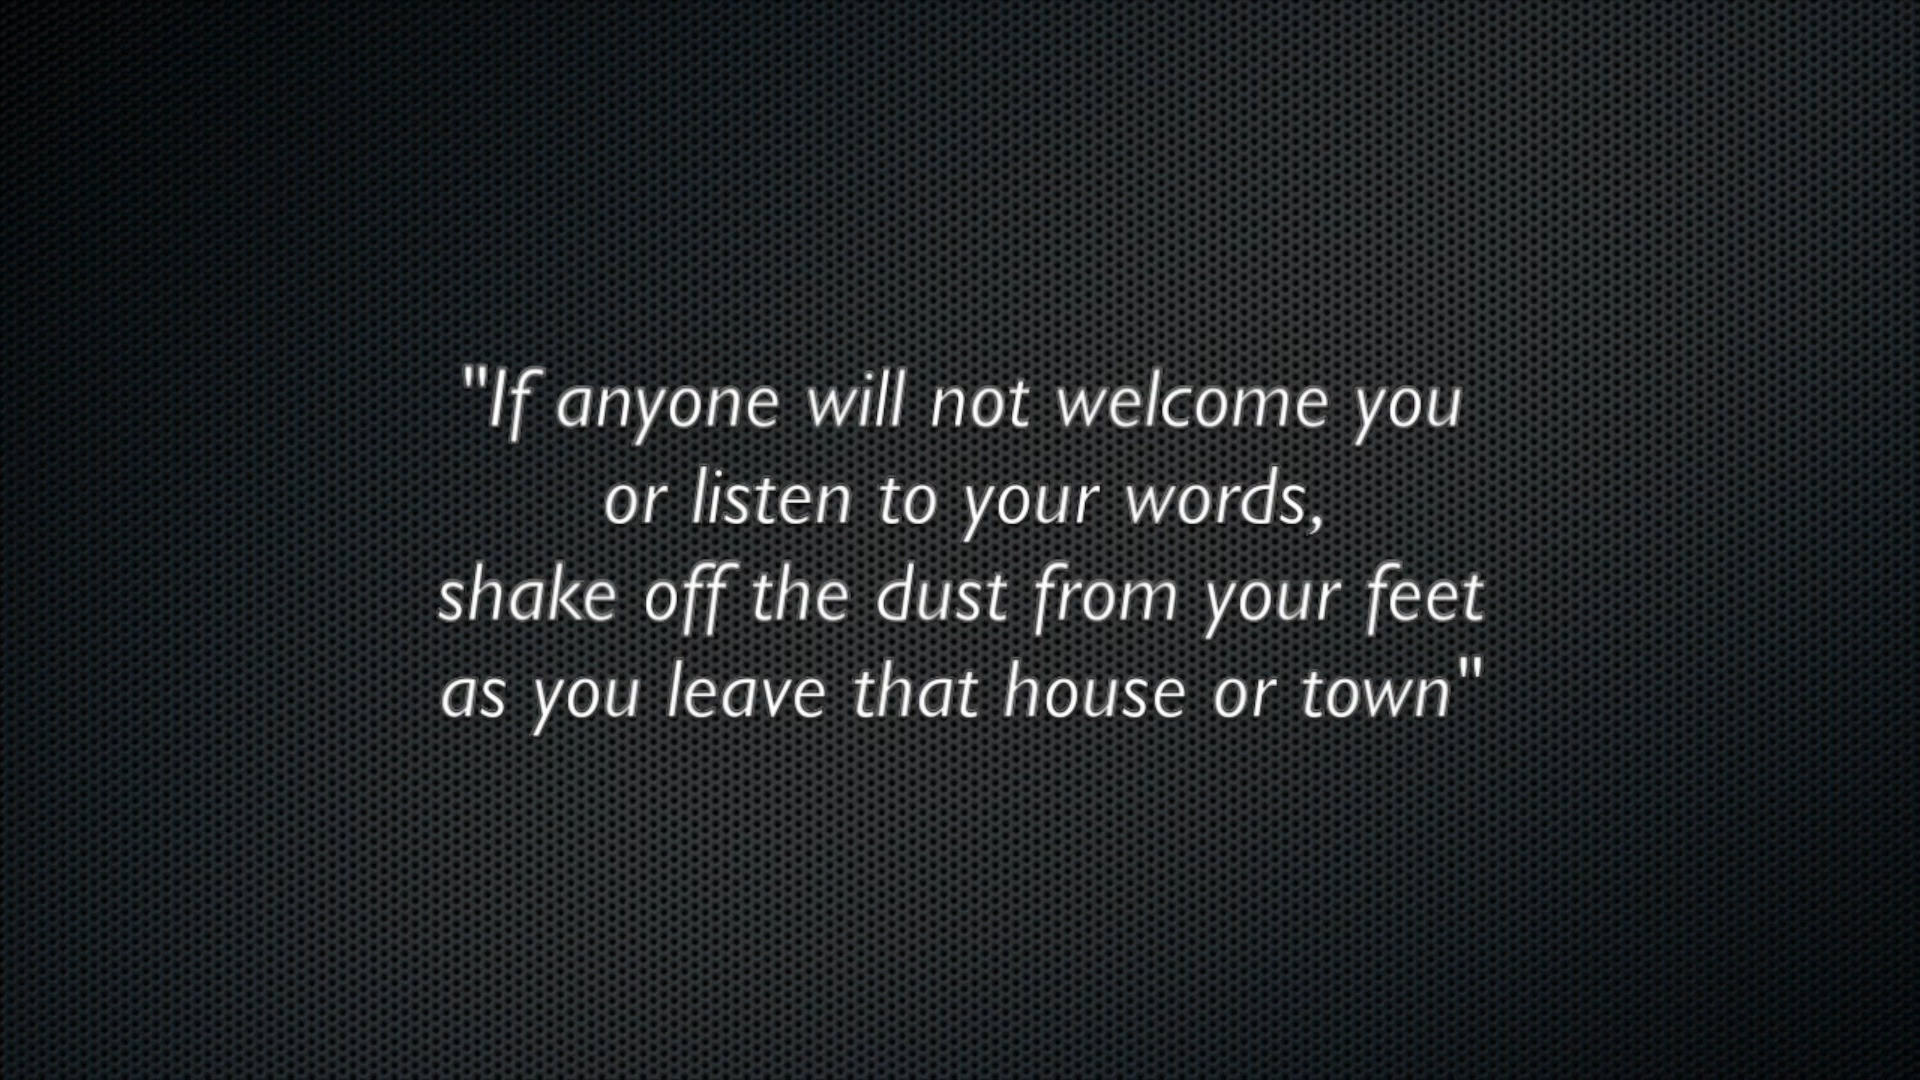 "If anyone will not welcome you
or listen to your words,
shake off the dust from your feet
as you leave that house or town"